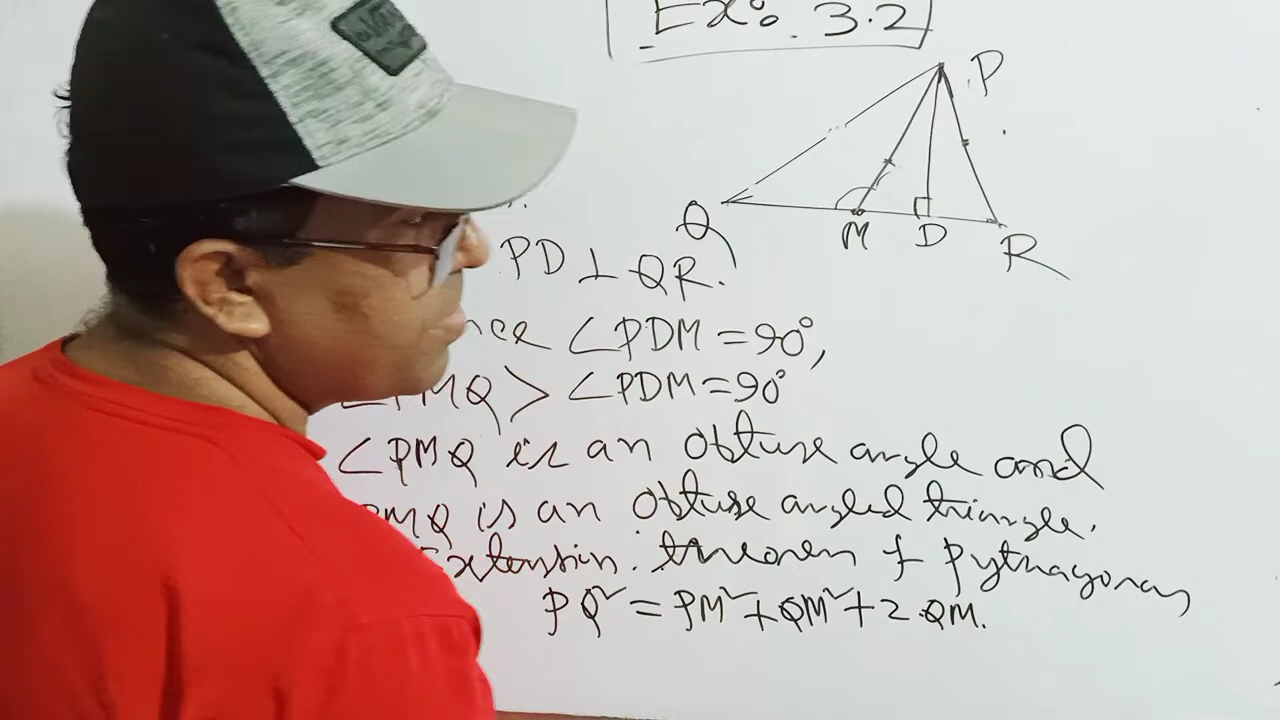 Ex: 3.2
P
Q M D R
PD ⊥ QR.
∠PDM = 90°,
∠PMQ > ∠PDM = 90°
∠PMQ is an obtuse angle and
PMQ is an obtuse angled triangle.
Extension theorem of Pythagoras
PQ² = PM² + QM² + 2.QM.